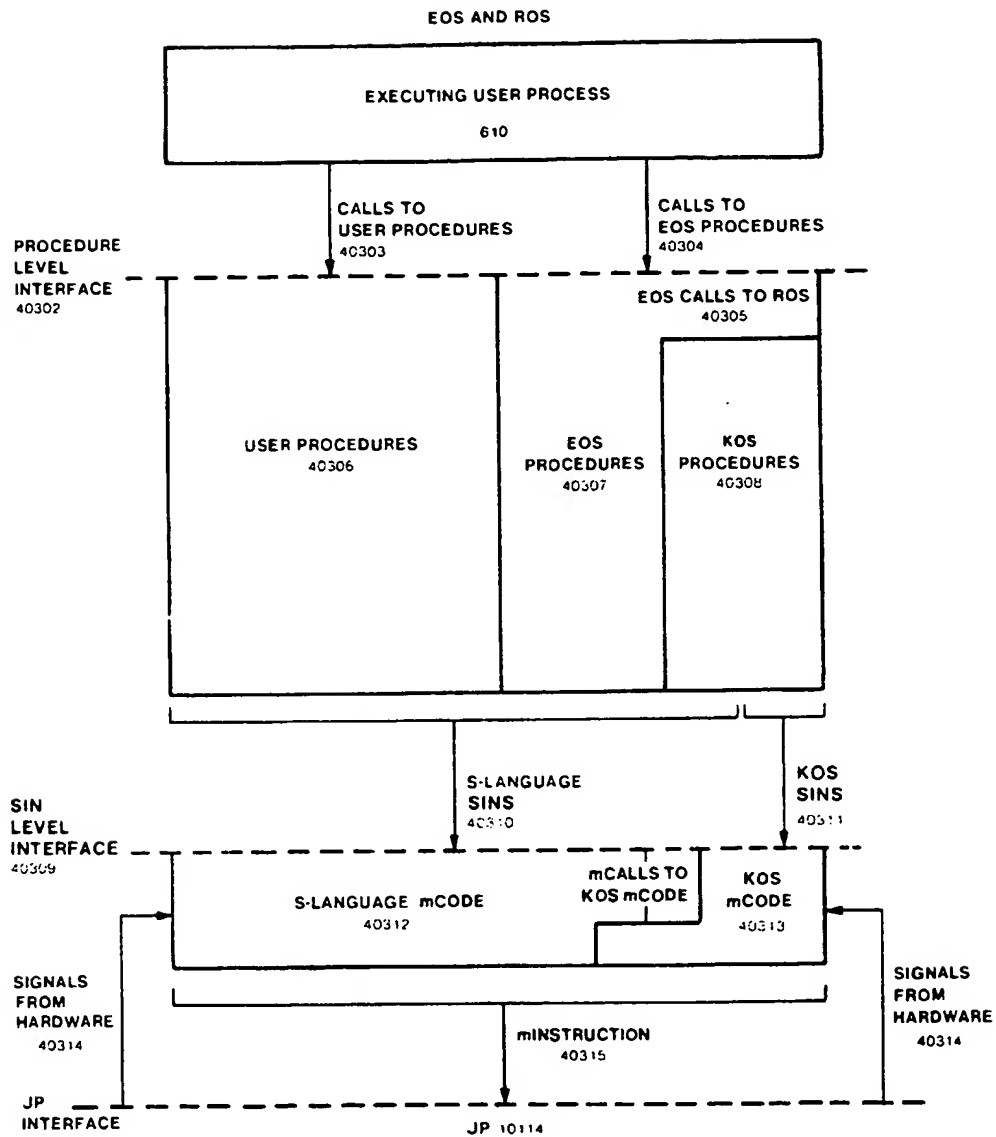 EOS AND ROS
EXECUTING USER PROCESS
610
CALLS TO
USER PROCEDURES
40303
CALLS TO
EOS PROCEDURES
40304
PROCEDURE
LEVEL
INTERFACE
40302
EOS CALLS TO ROS
40305
USER PROCEDURES
40306
EOS
PROCEDURES
40307
KOS
PROCEDURES
40308
S-LANGUAGE
SINS
40310
KOS
SINS
40311
SIN
LEVEL
INTERFACE
40309
S-LANGUAGE mCODE
40312
mCALLS TO
KOS mCODE
KOS
mCODE
40313
SIGNALS
FROM
HARDWARE
40314
mINSTRUCTION
40315
SIGNALS
FROM
HARDWARE
40314
JP
INTERFACE
JP 10114